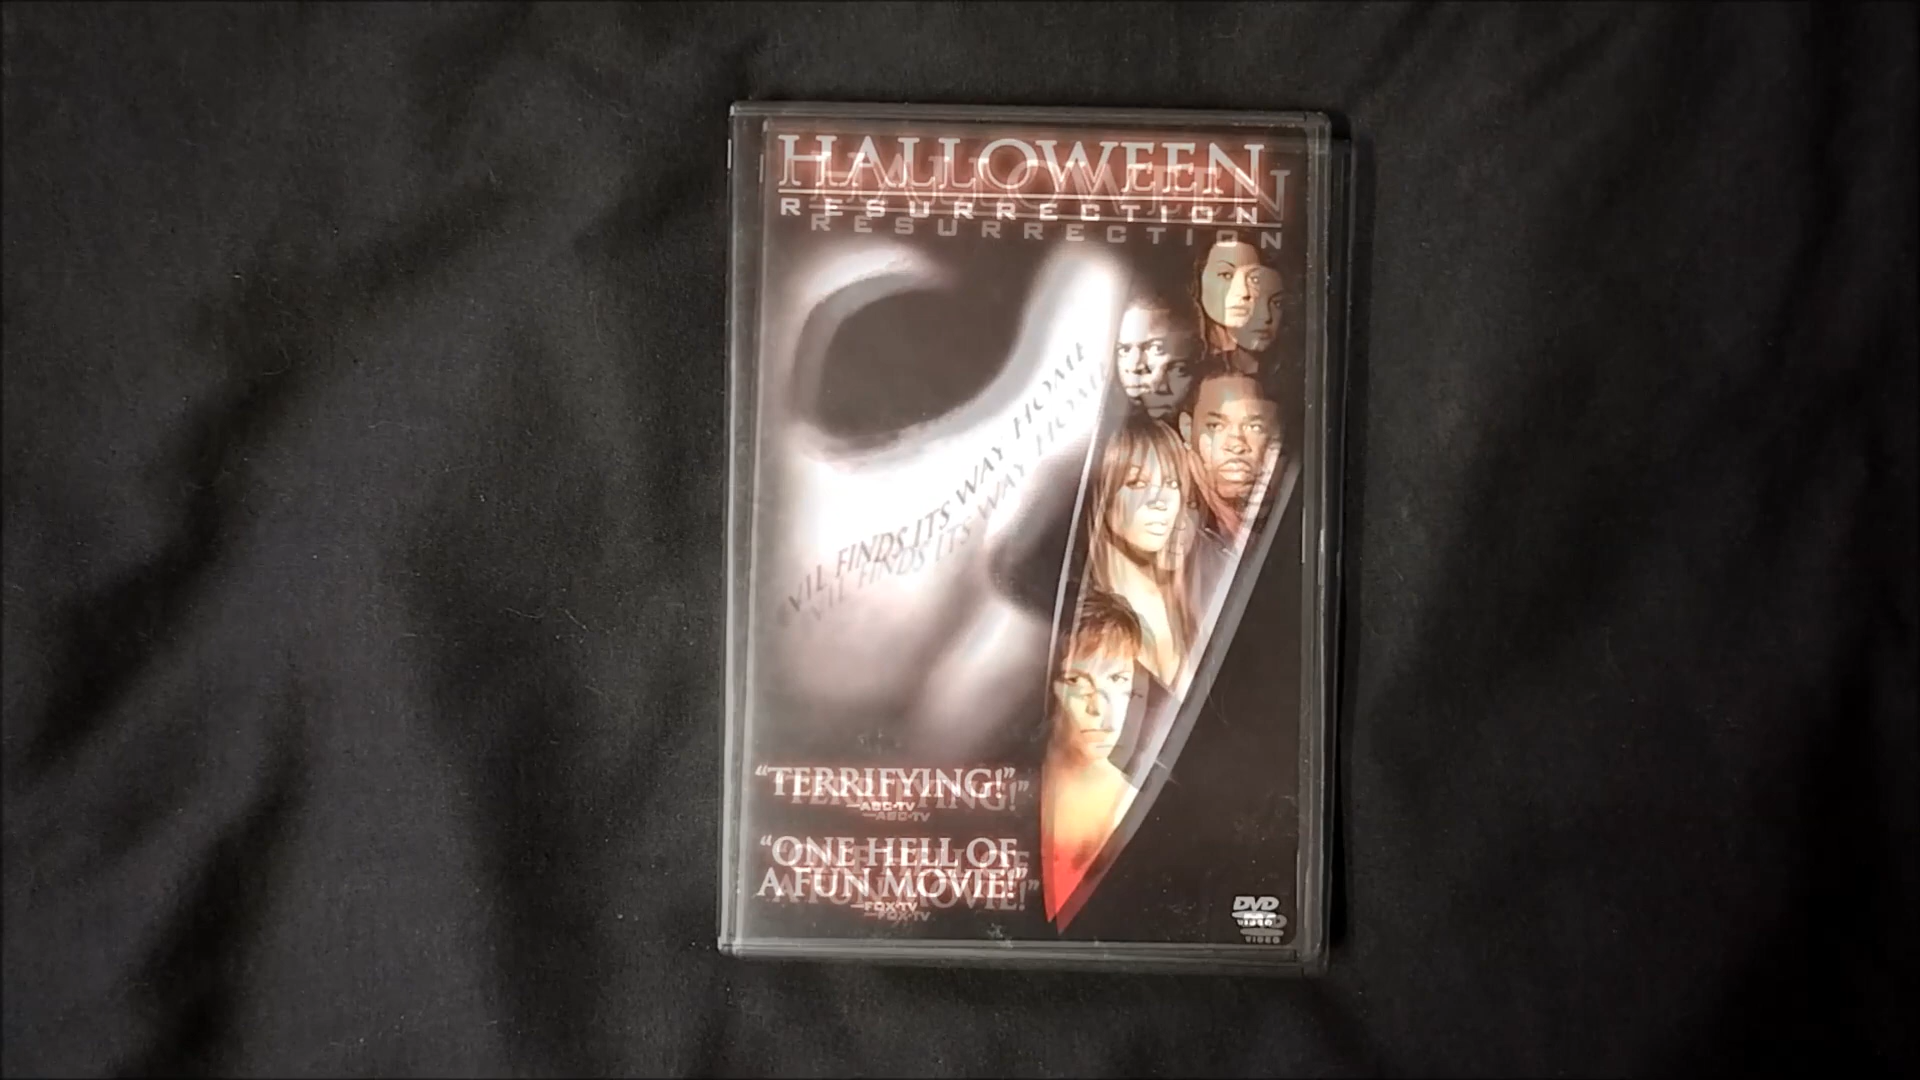 HALLOWEEN
RESURRECTION
EVIL FINDS ITS WAY HOME
“TERRIFYING!”
—ABC-TV
“ONE HELL OF
A FUN MOVIE!”
—FOX-TV
DVD
VIDEO